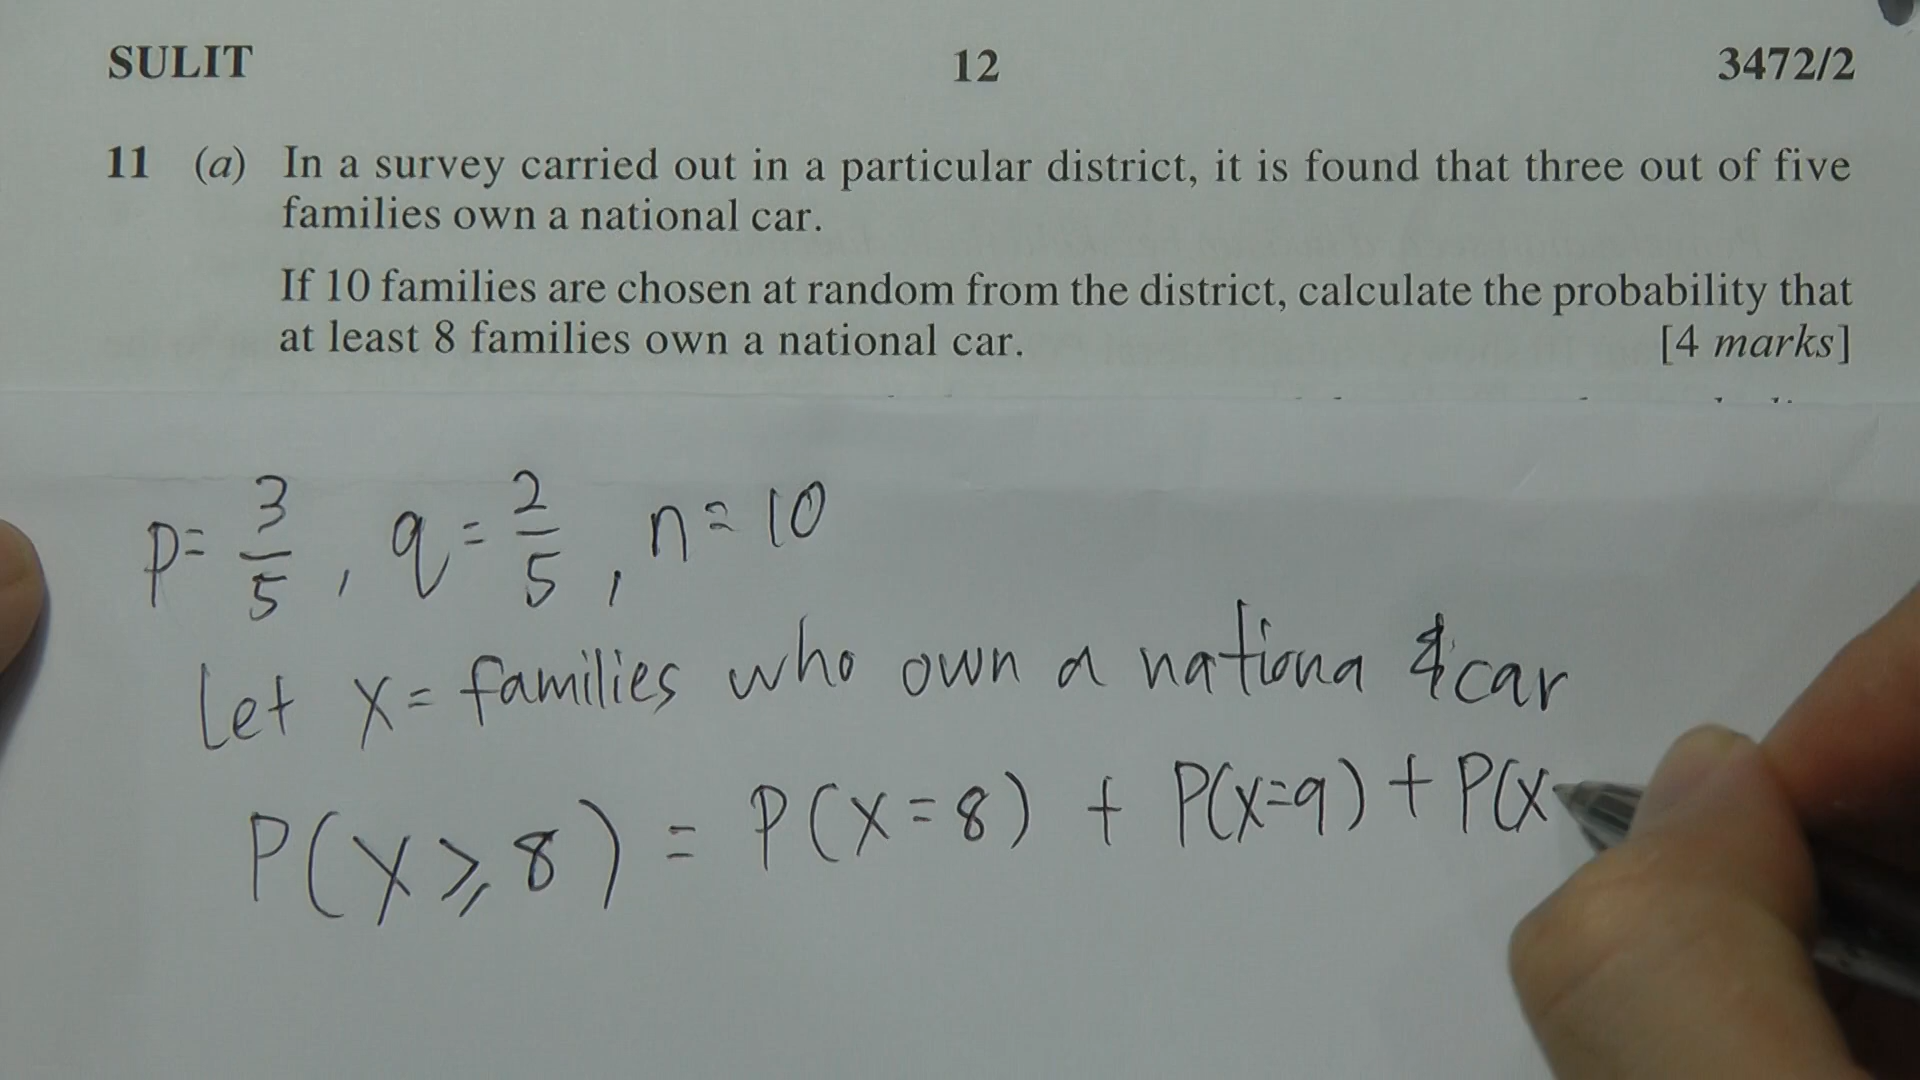 SULIT 12 3472/2
11 (a) In a survey carried out in a particular district, it is found that three out of five
families own a national car.
If 10 families are chosen at random from the district, calculate the probability that
at least 8 families own a national car. [4 marks]
p = 3/5 , q = 2/5 , n = 10
Let X = families who own a nationa car
P(X ⩾ 8) = P(X = 8) + P(X=9) + P(X